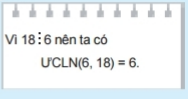 Vì 18⋮6 nên ta có
ƯCLN(6, 18) = 6.